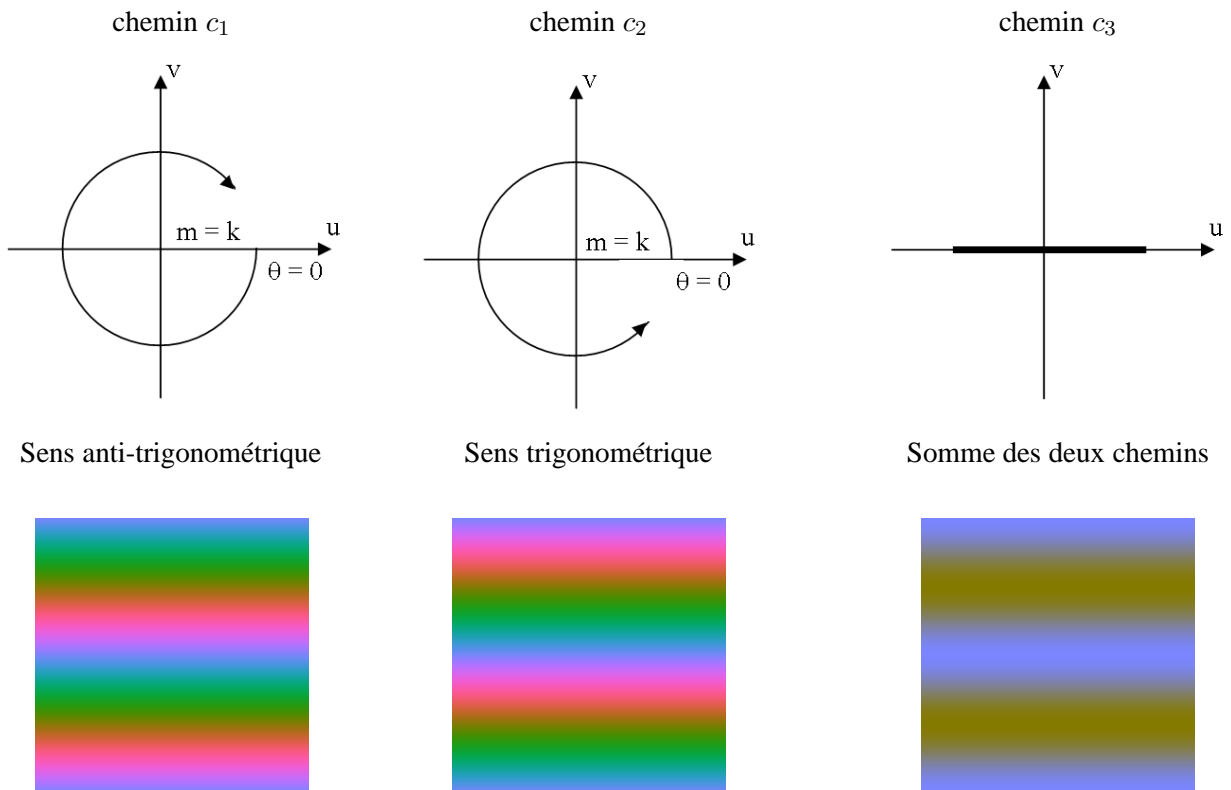 chemin c1
chemin c2
chemin c3
v
m = k
u
θ = 0
v
m = k
u
θ = 0
v
u
Sens anti-trigonométrique
Sens trigonométrique
Somme des deux chemins